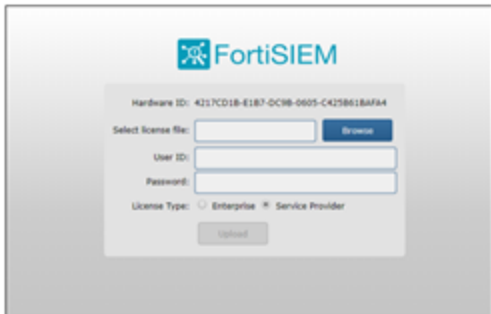 FortiSIEM
Hardware ID: 4217CD1B-E1B7-DC9B-0605-C425B61BAFA4
Select license file: Browse
User ID:
Password:
License Type: Enterprise Service Provider
Upload